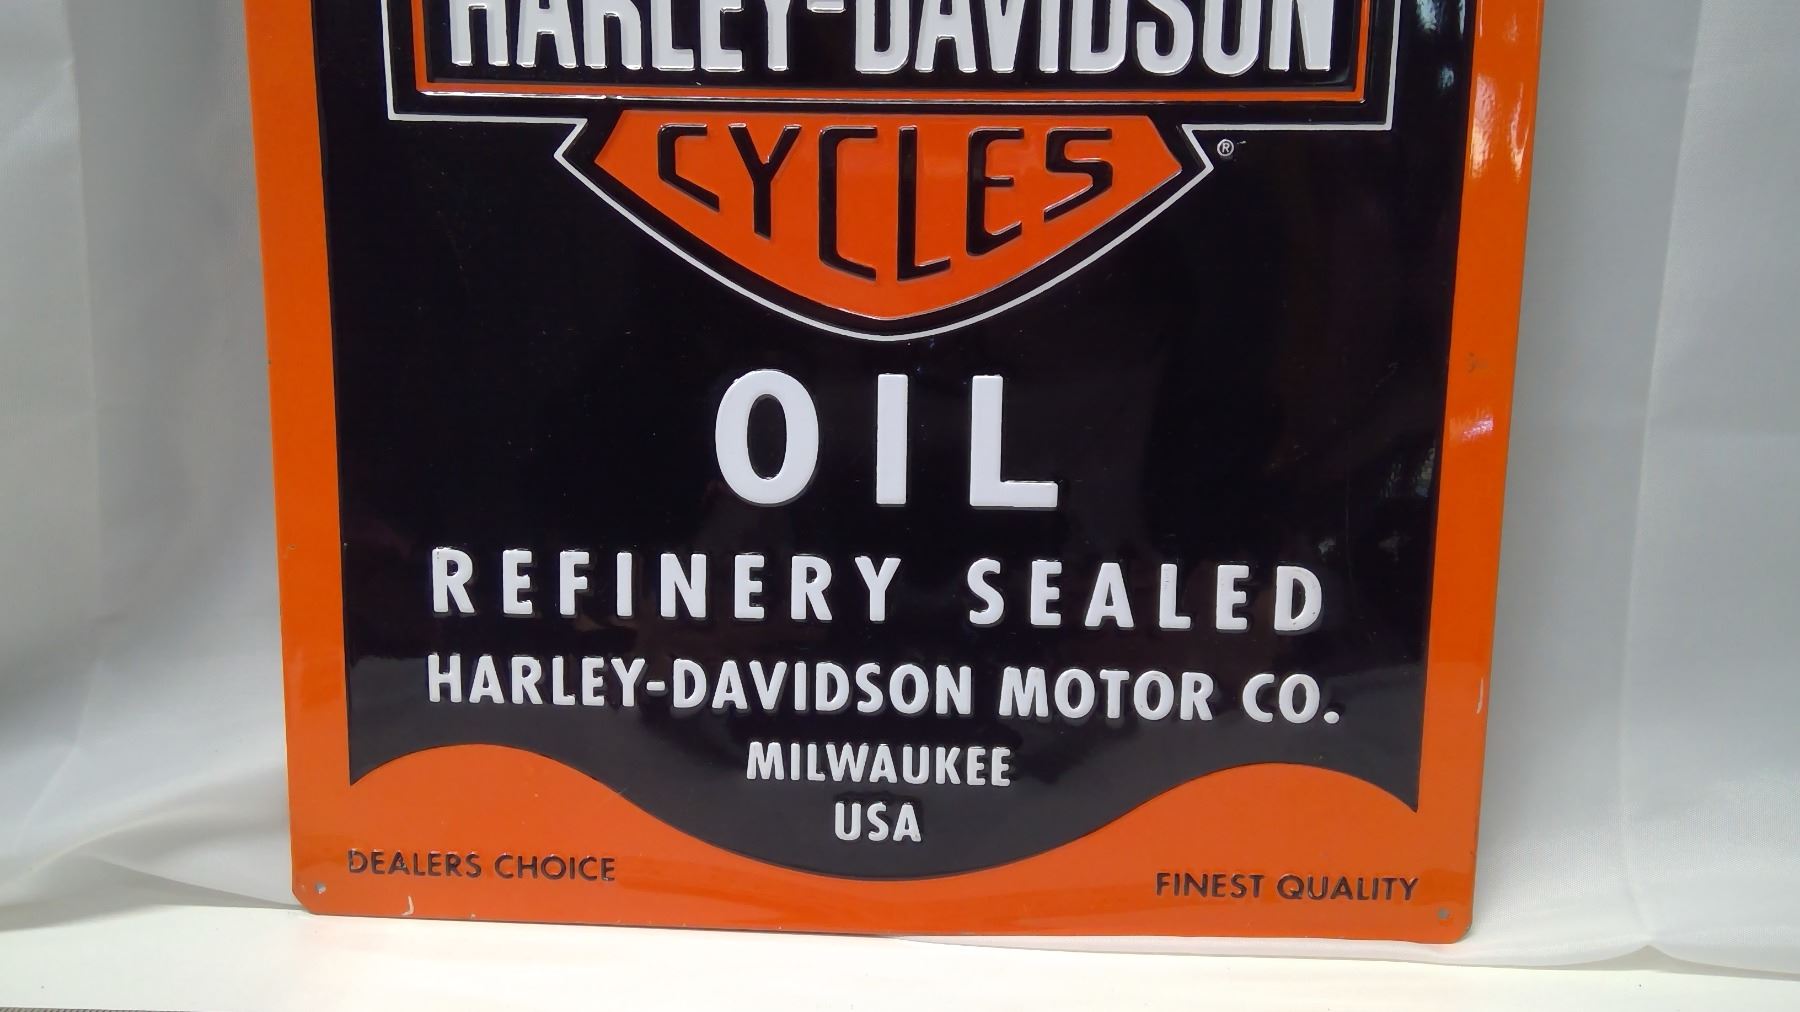 HARLEY-DAVIDSON
CYCLES ®
OIL
REFINERY SEALED
HARLEY-DAVIDSON MOTOR CO.
MILWAUKEE
USA
DEALERS CHOICE
FINEST QUALITY